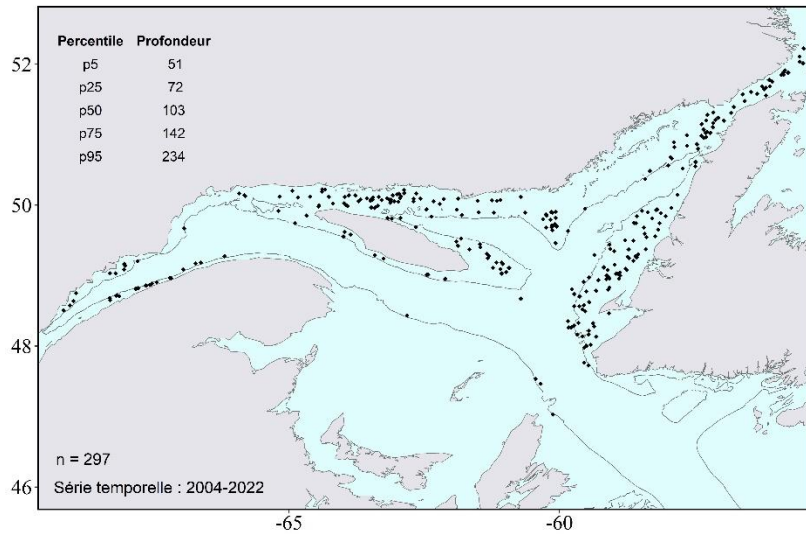 Percentile Profondeur
p5 51
p25 72
p50 103
p75 142
p95 234
52
50
48
46
n = 297
Série temporelle : 2004-2022
-65 -60